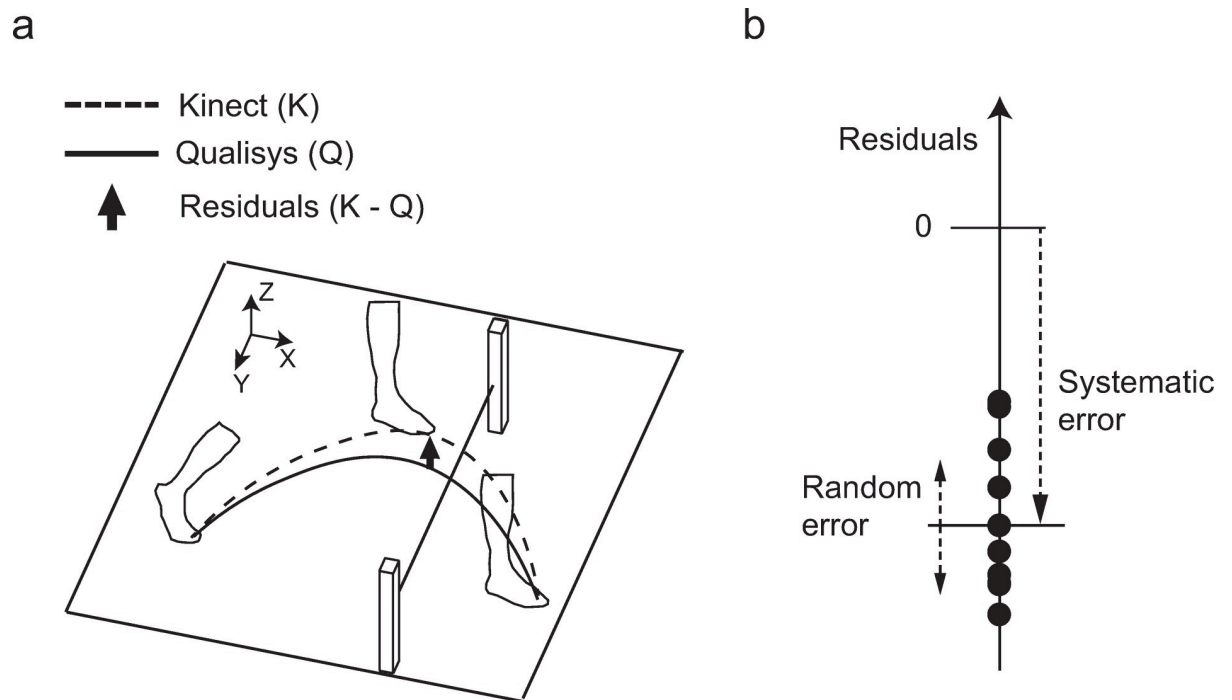 a
Kinect (K)
Qualisys (Q)
Residuals (K - Q)
Z
X
Y
b
Residuals
0
Systematic
error
Random
error